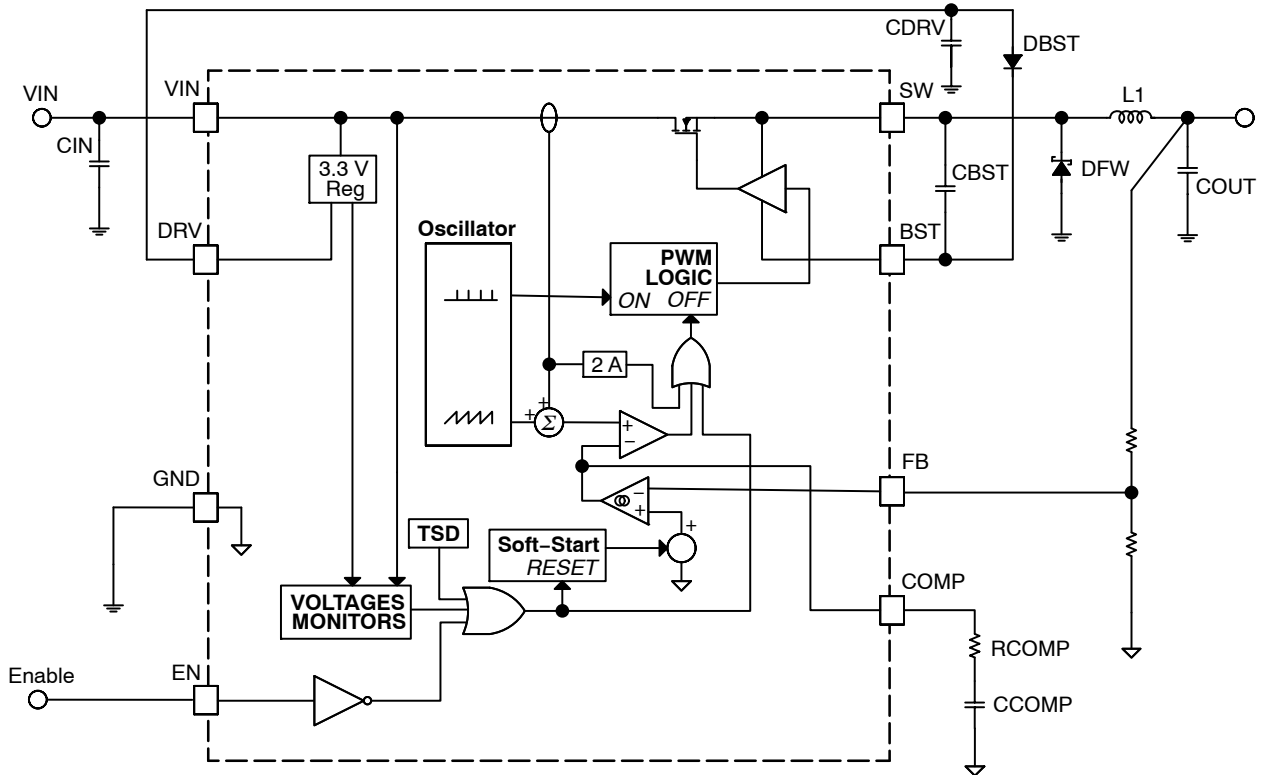 CDRV
DBST
VIN
VIN
SW
L1
CIN
3.3 V
Reg
CBST
DFW
COUT
DRV
BST
Oscillator
PWM
LOGIC
ON OFF
2 A
+
+
Σ
+
−
FB
GND
−
+
+
TSD
Soft−Start
RESET
COMP
VOLTAGES
MONITORS
RCOMP
Enable
EN
CCOMP